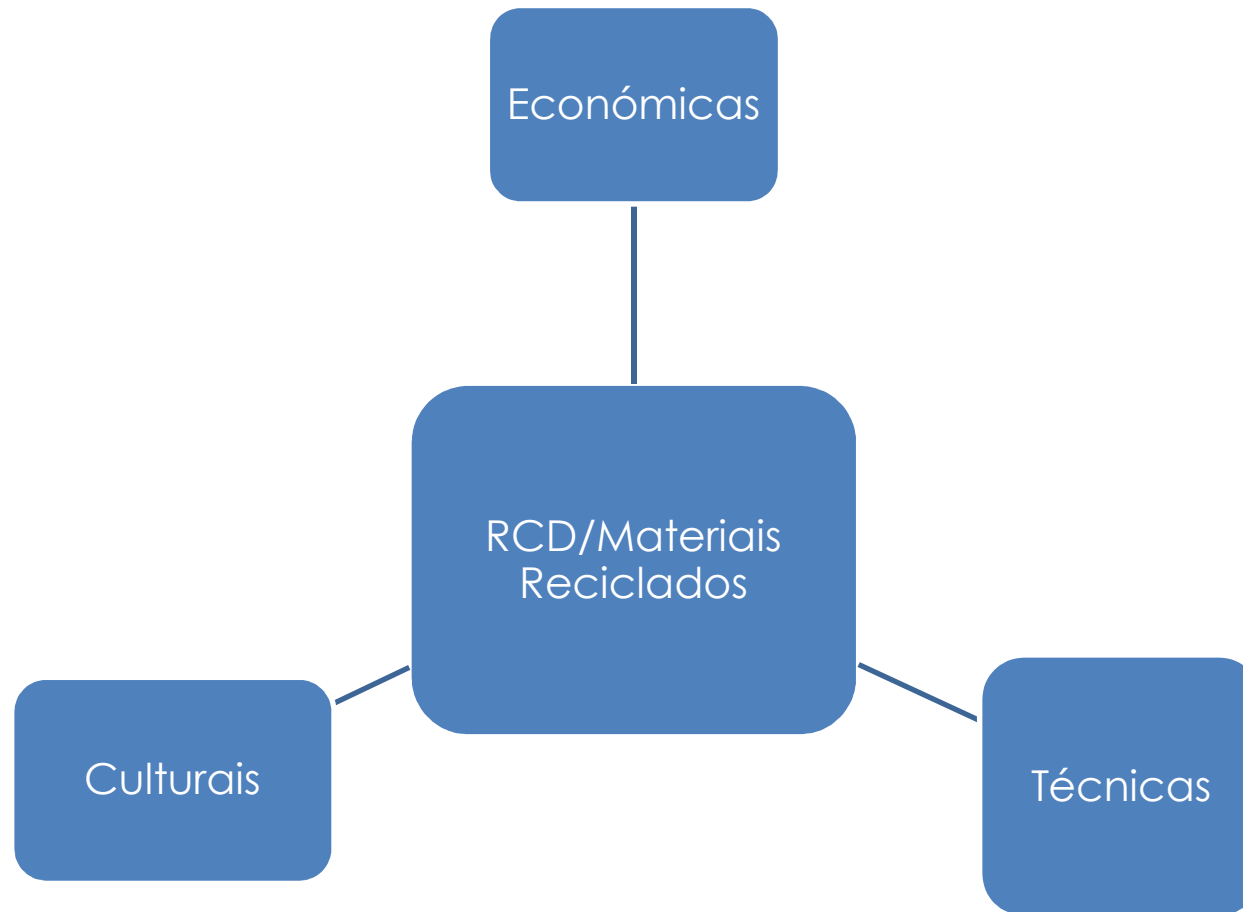 Económicas
RCD/Materiais
Reciclados
Culturais
Técnicas